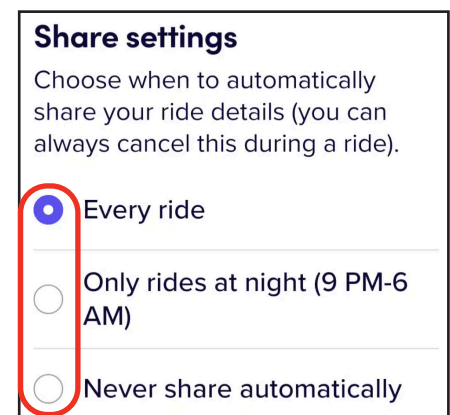 Share settings
Choose when to automatically
share your ride details (you can
always cancel this during a ride).
Every ride
Only rides at night (9 PM-6
AM)
Never share automatically